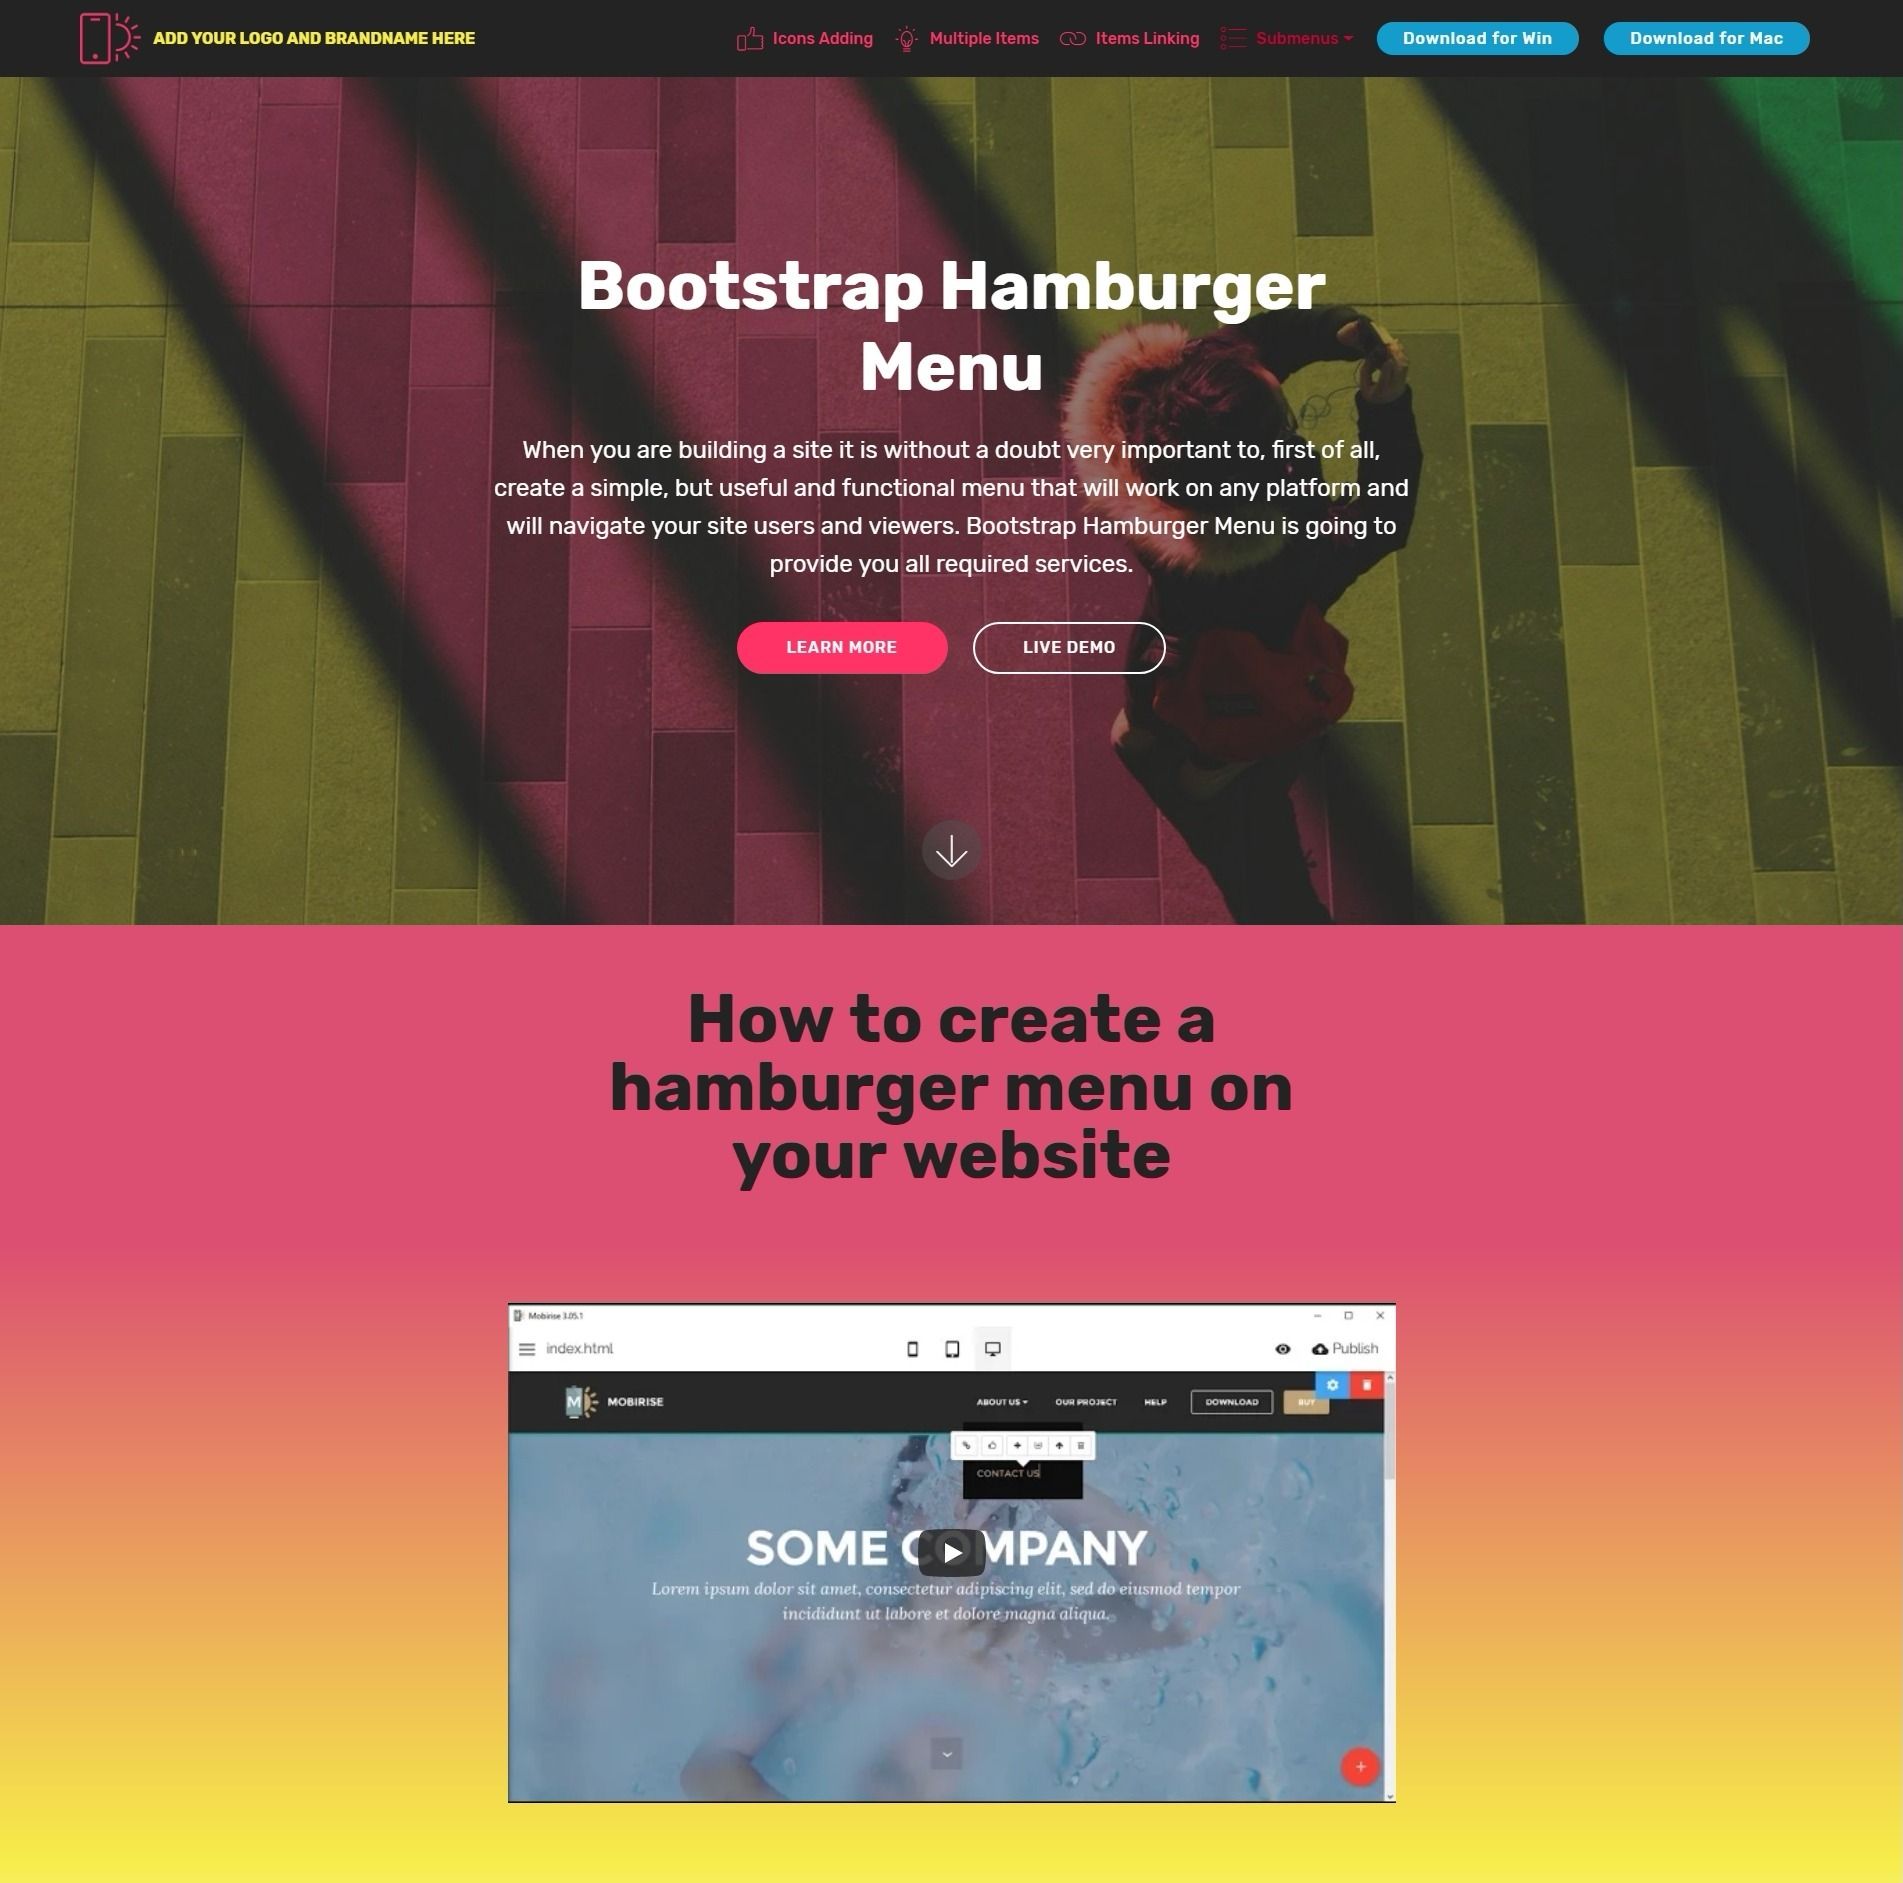 ADD YOUR LOGO AND BRANDNAME HERE
Icons Adding
Multiple Items
Items Linking
Submenus
Download for Win
Download for Mac
Bootstrap Hamburger
Menu
When you are building a site it is without a doubt very important to, first of all,
create a simple, but useful and functional menu that will work on any platform and
will navigate your site users and viewers. Bootstrap Hamburger Menu is going to
provide you all required services.
LEARN MORE
LIVE DEMO
How to create a
hamburger menu on
your website
Mobirise 3.05.1
index.html
Publish
M
MOBIRISE
ABOUT US
OUR PROJECT
HELP
DOWNLOAD
BUY
CONTACT US
SOME COMPANY
Lorem ipsum dolor sit amet, consectetur adipiscing elit, sed do eiusmod tempor
incididunt ut labore et dolore magna aliqua.